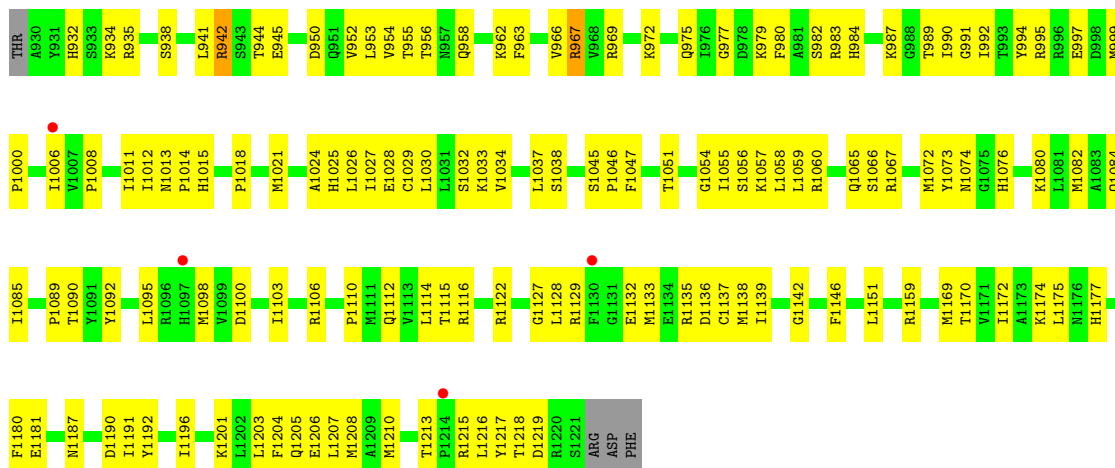 THR A930 Y931 H932 S933 K934 R935 S938 L941 R942 S943 T944 E945 D950 Q951 V952 L953 V954 T955 T956 N957 Q958 K962 F963 V966 R967 V968 R969 K972 Q975 I976 G977 D978 K979 F980 A981 S982 R983 H984 K987 G988 T989 I990 G991 I992 T993 Y994 R995 R996 E997 D998 M999
P1000 I1006 V1007 P1008 I1011 I1012 N1013 P1014 H1015 P1018 M1021 A1024 H1025 L1026 I1027 E1028 C1029 L1030 L1031 S1032 K1033 V1034 L1037 S1038 S1045 P1046 F1047 T1051 G1054 I1055 S1056 K1057 L1058 L1059 R1060 Q1065 S1066 R1067 M1072 Y1073 N1074 G1075 H1076 K1080 L1081 M1082 A1083
I1085 P1089 T1090 Y1091 Y1092 L1095 R1096 H1097 M1098 V1099 D1100 I1103 R1106 P1110 M1111 Q1112 V1113 L1114 T1115 R1116 R1122 G1127 L1128 R1129 F1130 G1131 E1132 M1133 E1134 R1135 D1136 C1137 M1138 I1139 G1142 F1146 L1151 R1159 M1169 T1170 V1171 I1172 A1173 K1174 L1175 N1176 H1177
F1180 E1181 N1187 D1190 I1191 Y1192 I1196 K1201 L1202 L1203 F1204 Q1205 E1206 L1207 M1208 A1209 M1210 T1213 P1214 R1215 L1216 Y1217 T1218 D1219 R1220 S1221 ARG ASP PHE